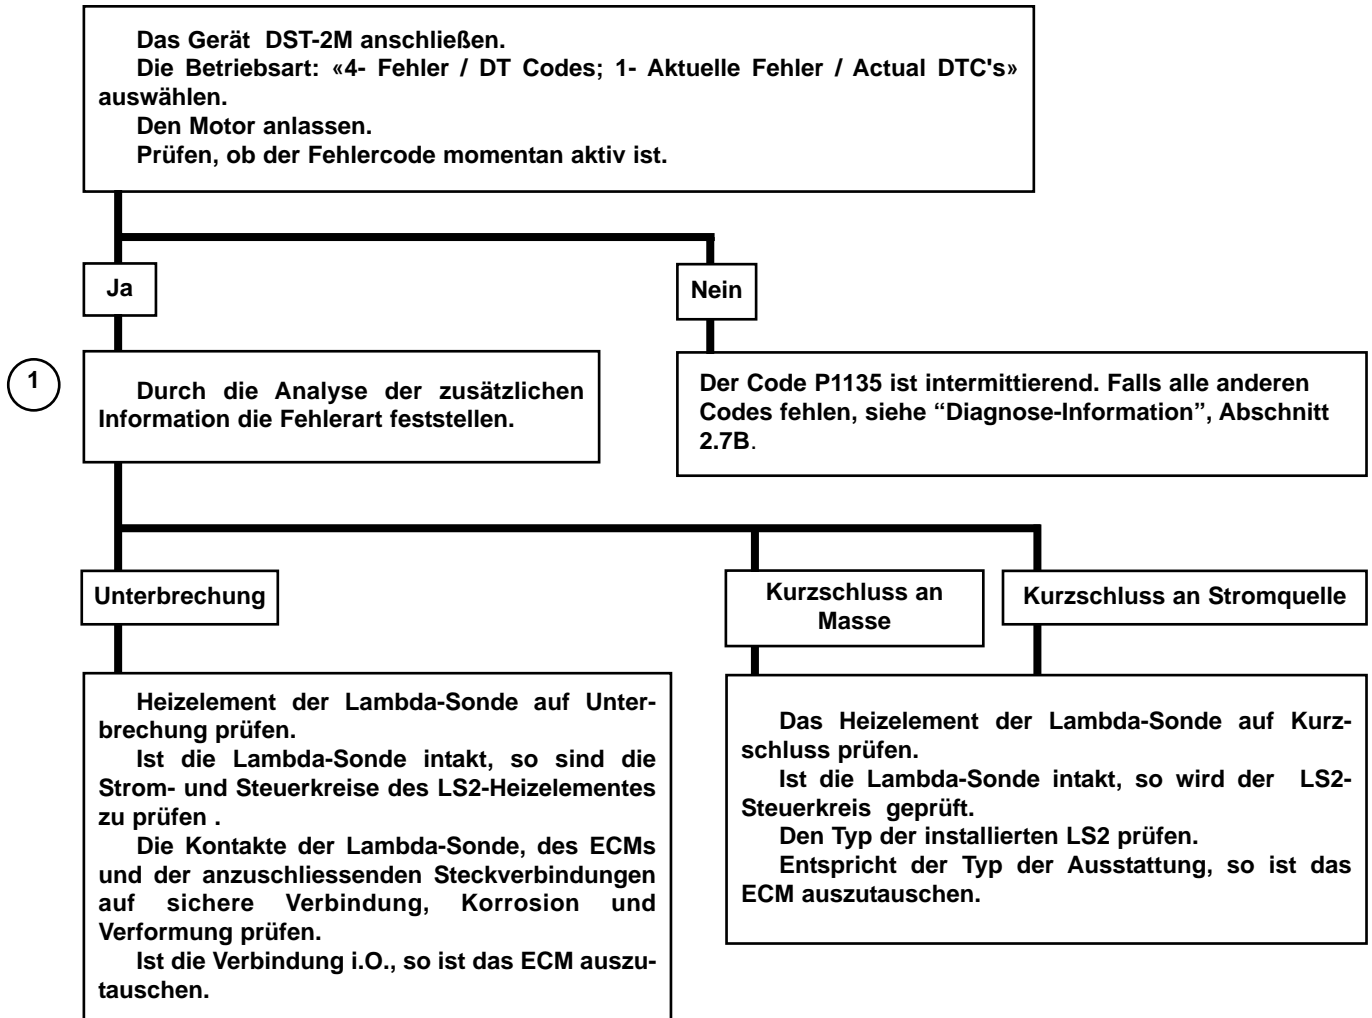 Das Gerät DST-2M anschließen.
Die Betriebsart: «4- Fehler / DT Codes; 1- Aktuelle Fehler / Actual DTC's»
auswählen.
Den Motor anlassen.
Prüfen, ob der Fehlercode momentan aktiv ist.
Ja
Nein
1
Durch die Analyse der zusätzlichen
Information die Fehlerart feststellen.
Der Code P1135 ist intermittierend. Falls alle anderen
Codes fehlen, siehe “Diagnose-Information”, Abschnitt
2.7B.
Unterbrechung
Kurzschluss an
Masse
Kurzschluss an Stromquelle
Heizelement der Lambda-Sonde auf Unter-
brechung prüfen.
Ist die Lambda-Sonde intakt, so sind die
Strom- und Steuerkreise des LS2-Heizelementes
zu prüfen .
Die Kontakte der Lambda-Sonde, des ECMs
und der anzuschliessenden Steckverbindungen
auf sichere Verbindung, Korrosion und
Verformung prüfen.
Ist die Verbindung i.O., so ist das ECM auszu-
tauschen.
Das Heizelement der Lambda-Sonde auf Kurz-
schluss prüfen.
Ist die Lambda-Sonde intakt, so wird der LS2-
Steuerkreis geprüft.
Den Typ der installierten LS2 prüfen.
Entspricht der Typ der Ausstattung, so ist das
ECM auszutauschen.